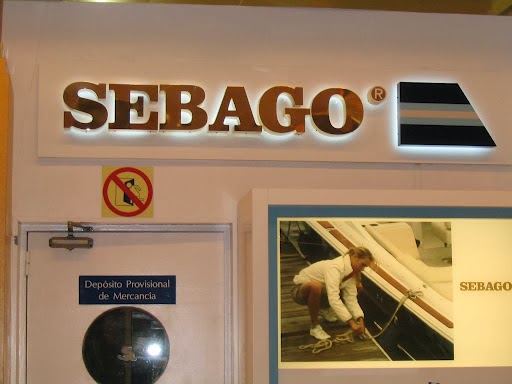 SEBAGO®
Depósito Provisional
de Mercancía
SEBAGO